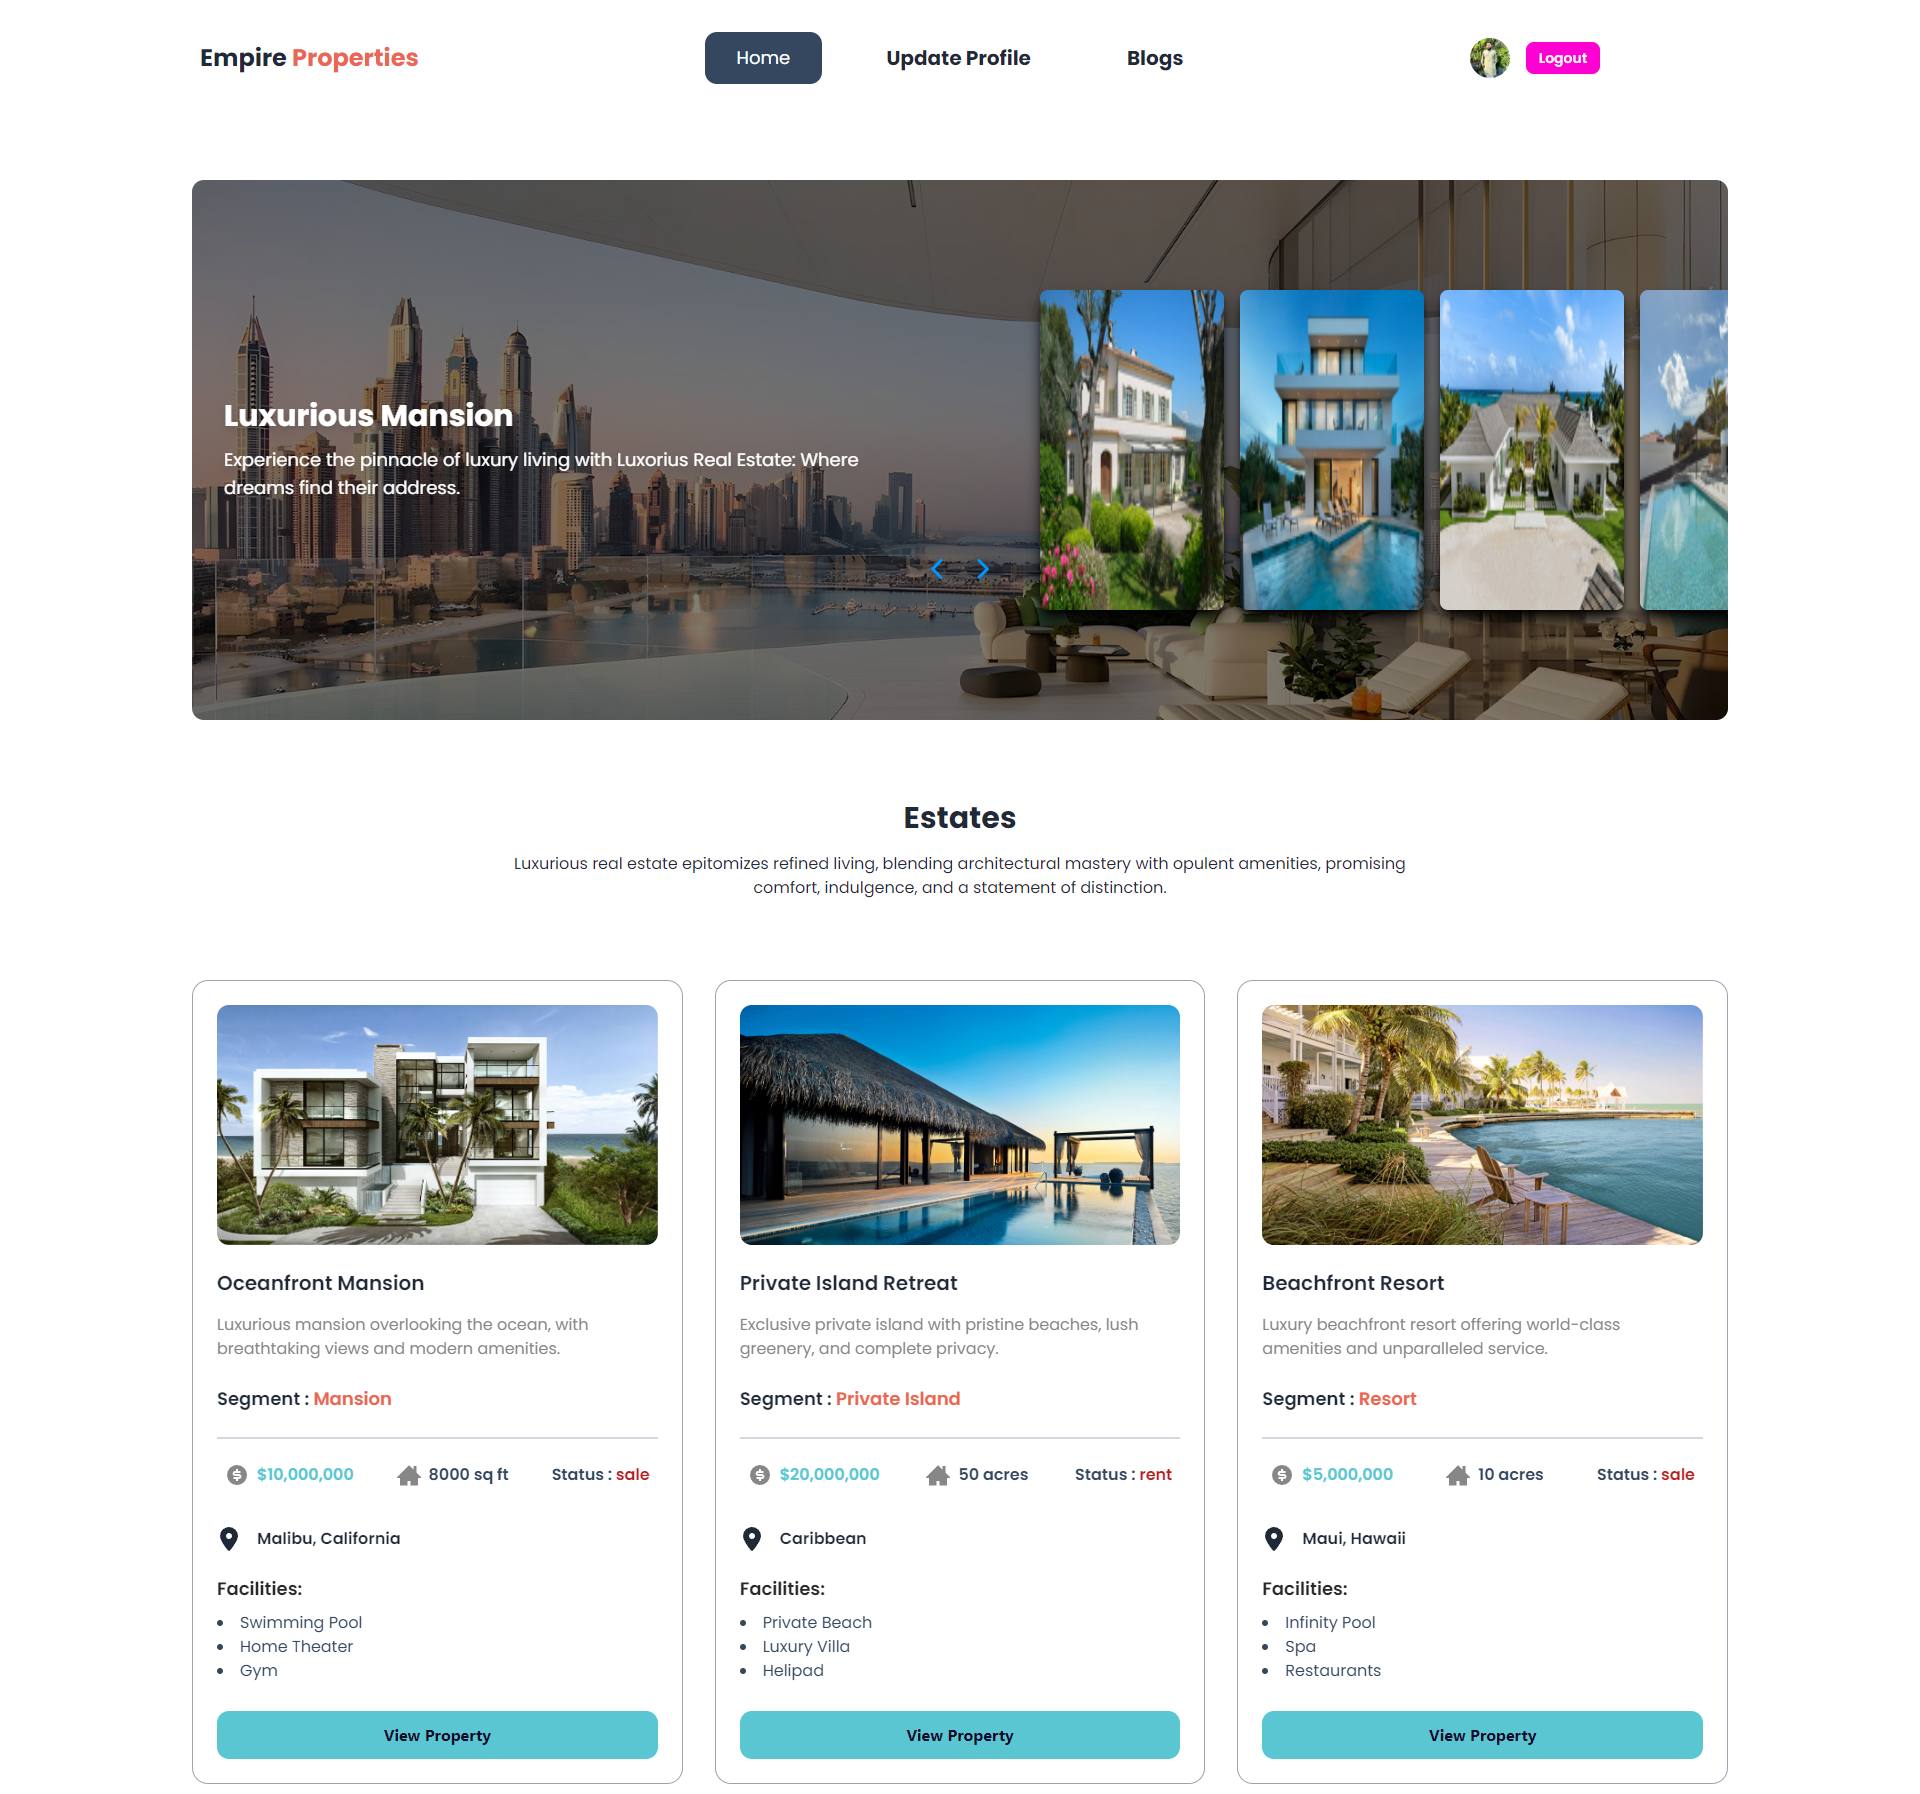 Empire Properties
Home
Update Profile
Blogs
Logout
Luxurious Mansion
Experience the pinnacle of luxury living with Luxorius Real Estate: Where
dreams find their address.
Estates
Luxurious real estate epitomizes refined living, blending architectural mastery with opulent amenities, promising
comfort, indulgence, and a statement of distinction.
Oceanfront Mansion
Luxurious mansion overlooking the ocean, with
breathtaking views and modern amenities.
Segment : Mansion
$10,000,000
8000 sq ft
Status : sale
Malibu, California
Facilities:
Swimming Pool
Home Theater
Gym
View Property
Private Island Retreat
Exclusive private island with pristine beaches, lush
greenery, and complete privacy.
Segment : Private Island
$20,000,000
50 acres
Status : rent
Caribbean
Facilities:
Private Beach
Luxury Villa
Helipad
View Property
Beachfront Resort
Luxury beachfront resort offering world-class
amenities and unparalleled service.
Segment : Resort
$5,000,000
10 acres
Status : sale
Maui, Hawaii
Facilities:
Infinity Pool
Spa
Restaurants
View Property